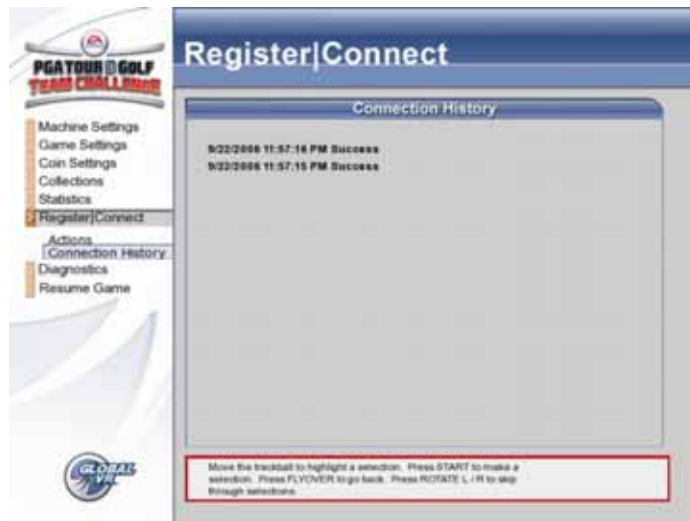 EA
PGA TOUR GOLF
TEAM CHALLENGE
Register|Connect
Connection History
Machine Settings
Game Settings
Coin Settings
Collections
Statistics
Register|Connect
Actions
Connection History
Diagnostics
Resume Game
9/22/2006 11:57:16 PM Success
9/22/2006 11:57:15 PM Success
GLOBAL
VR
Move the trackball to highlight a selection. Press START to make a
selection. Press FLYOVER to go back. Press ROTATE L / R to skip
through selections.